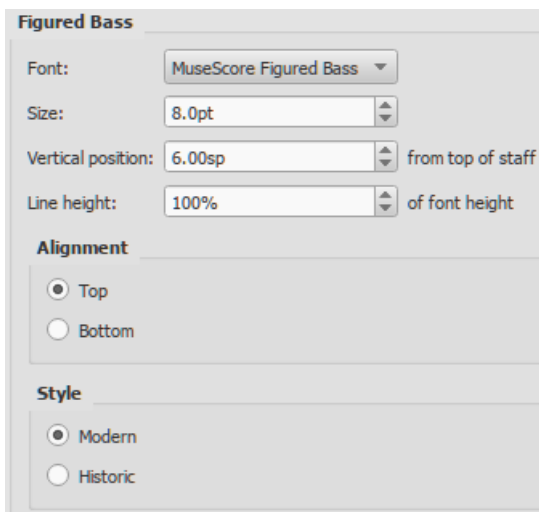 Figured Bass
Font: MuseScore Figured Bass
Size: 8.0pt
Vertical position: 6.00sp from top of staff
Line height: 100% of font height
Alignment
Top
Bottom
Style
Modern
Historic